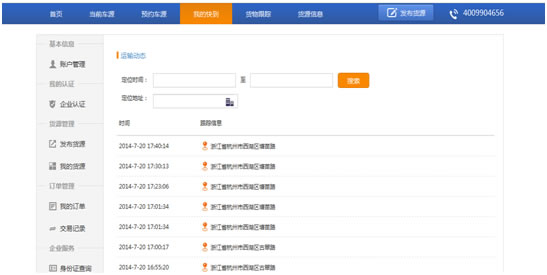 首页 当前车源 预约车源 我的快到 货物跟踪 货源信息 发布货源 4009904656
基本信息
账户管理
我的认证
企业认证
货源管理
发布货源
我的货源
订单管理
我的订单
交易记录
企业服务
身份证查询
运输动态
定位时间： 至 搜索
定位地址：
时间 跟踪信息
2014-7-20 17:40:14 浙江省杭州市西湖区塘苗路
2014-7-20 17:30:13 浙江省杭州市西湖区塘苗路
2014-7-20 17:23:06 浙江省杭州市西湖区塘苗路
2014-7-20 17:01:34 浙江省杭州市西湖区塘苗路
2014-7-20 17:01:34 浙江省杭州市西湖区塘苗路
2014-7-20 17:00:17 浙江省杭州市西湖区古翠路
2014-7-20 16:55:20 浙江省杭州市西湖区古翠路